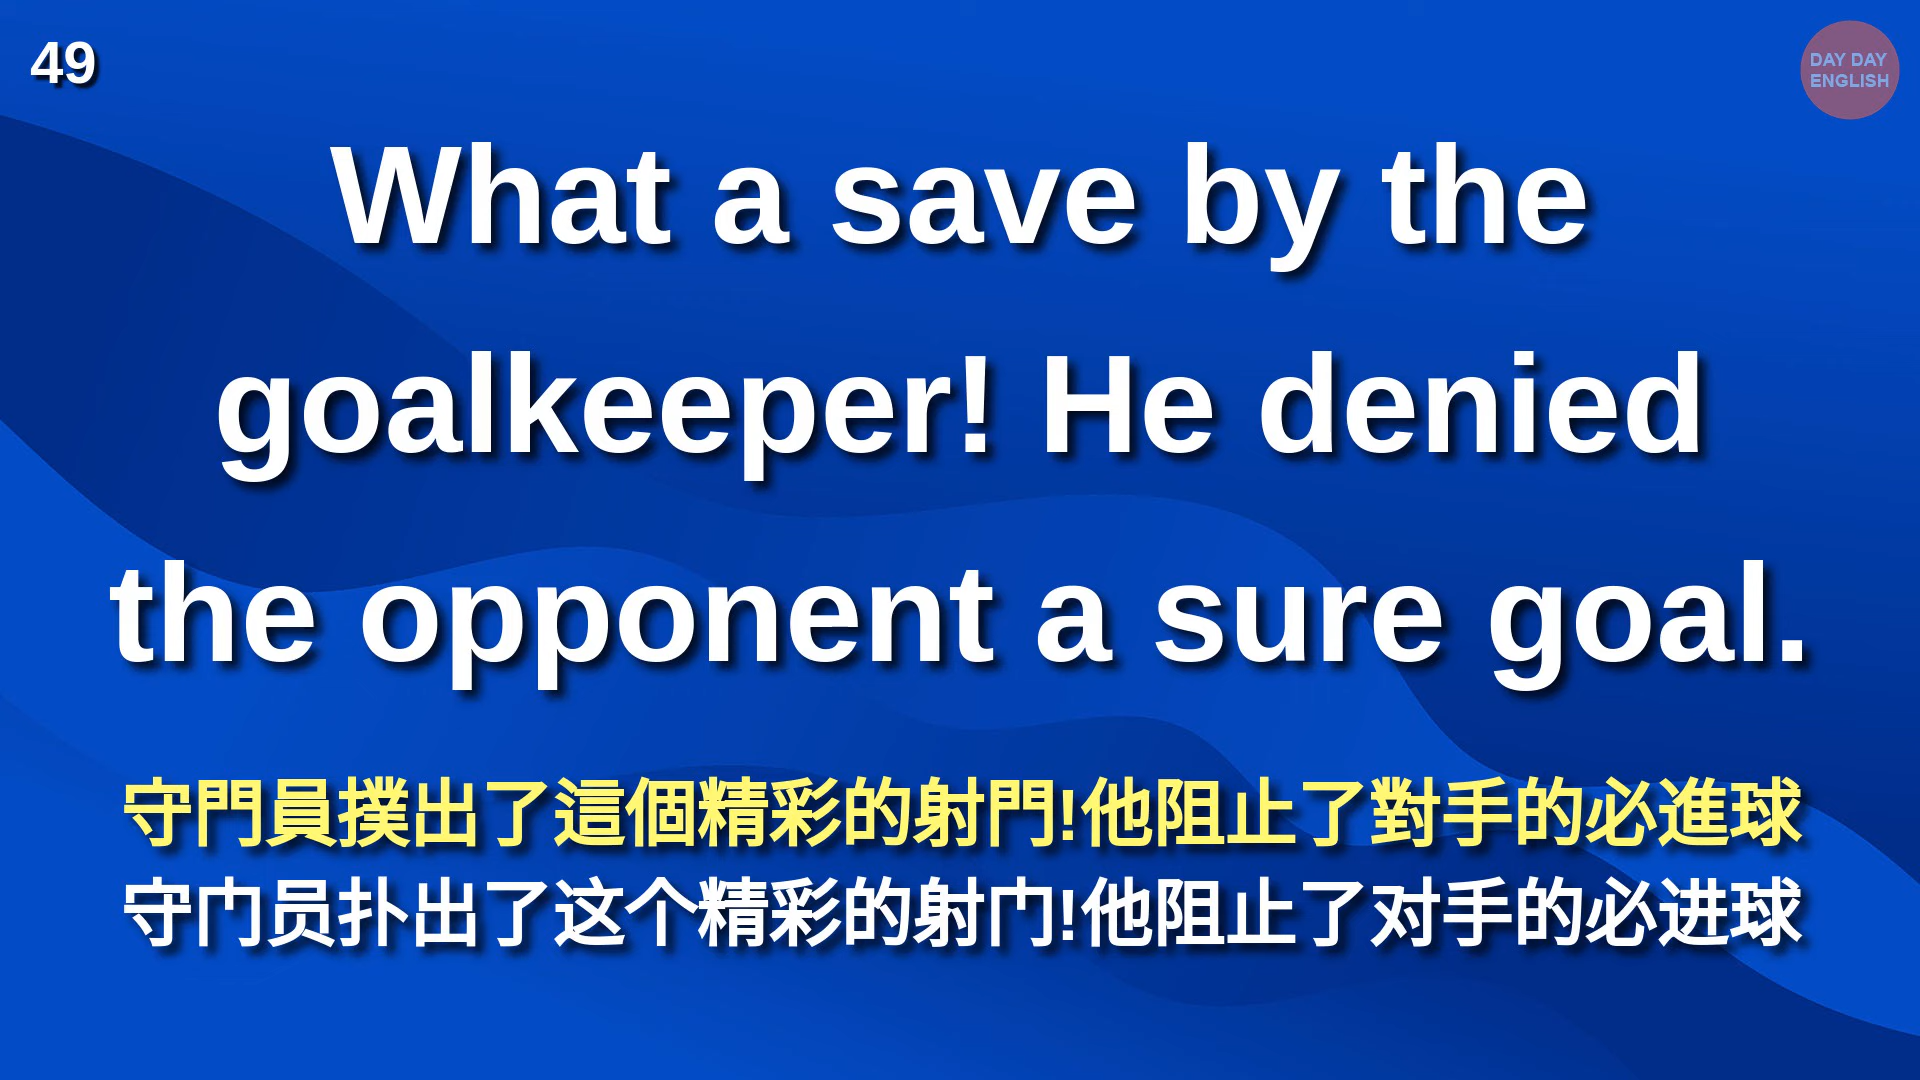 49
DAY DAY
ENGLISH
What a save by the
goalkeeper! He denied
the opponent a sure goal.
守門員撲出了這個精彩的射門!他阻止了對手的必進球
守门员扑出了这个精彩的射门!他阻止了对手的必进球